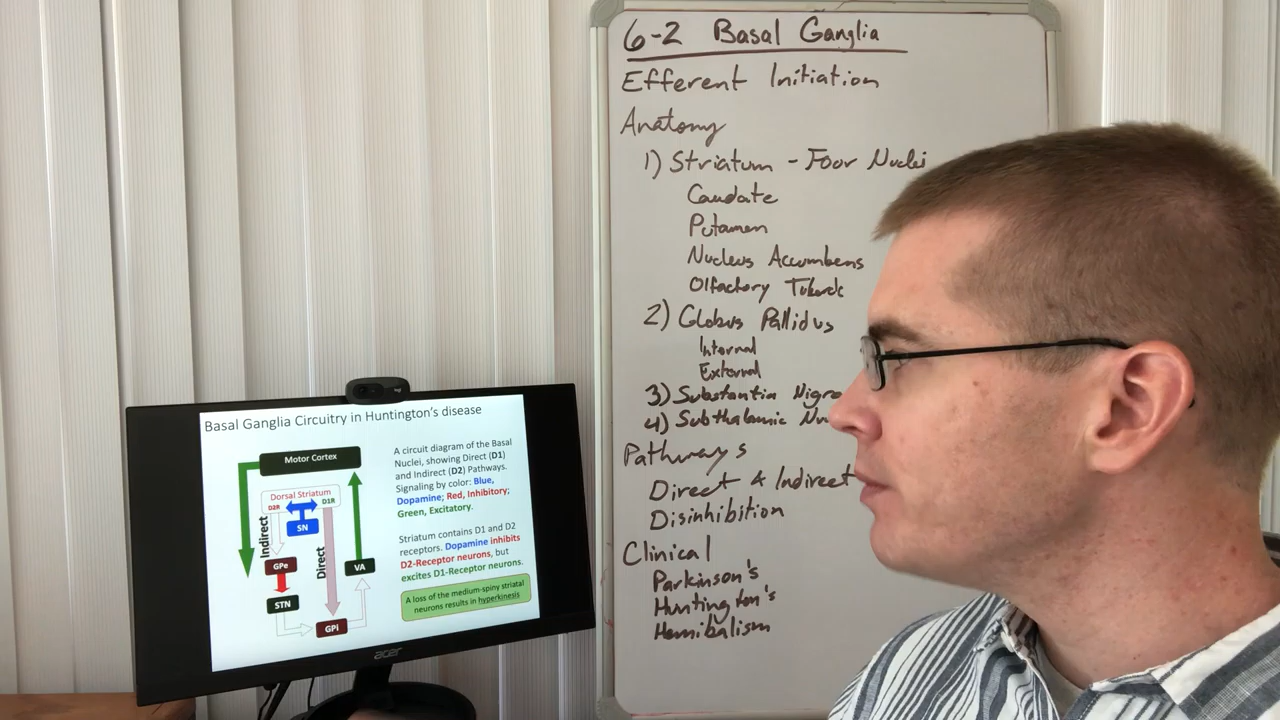 6-2 Basal Ganglia
Efferent Initiation
Anatomy
1) Striatum - Four Nuclei
Caudate
Putamen
Nucleus Accumbens
Olfactory
2) Globus Pallidus
Internal
External
3) Substantia Nigra
4) Subthalamic
Pathways
Direct & Indirect
Disinhibition
Clinical
Parkinson's
Huntington's
Hemibalism
Basal Ganglia Circuitry in Huntington's disease
Motor Cortex
Dorsal Striatum
D2R
D1R
SN
Indirect
Direct
GPe
VA
STN
GPi
A circuit diagram of the Basal
Nuclei, showing Direct (D1)
and Indirect (D2) Pathways.
Signaling by color: Blue,
Dopamine; Red, Inhibitory;
Green, Excitatory.
Striatum contains D1 and D2
receptors. Dopamine inhibits
D2-Receptor neurons, but
excites D1-Receptor neurons.
A loss of the medium-spiny striatal
neurons results in hyperkinesis
acer